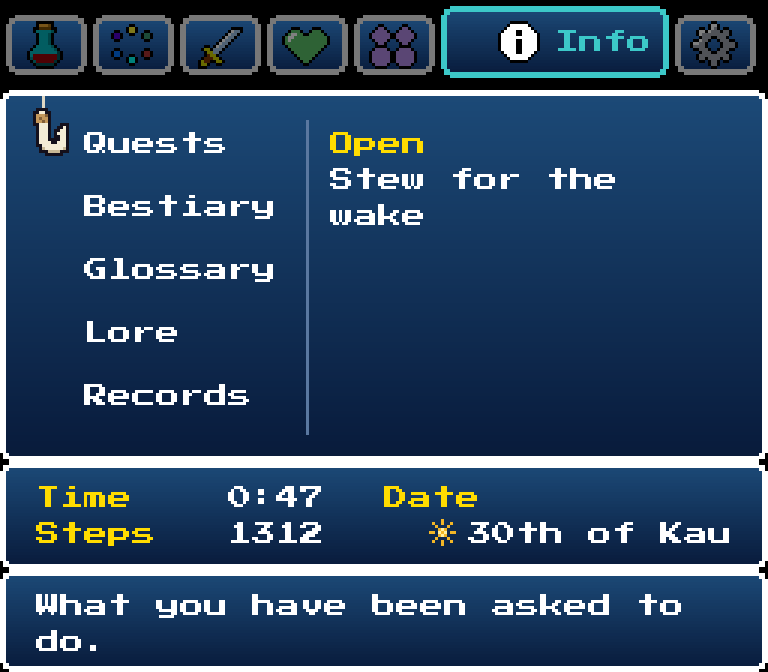 Info
Quests
Bestiary
Glossary
Lore
Records
Open
Stew for the
wake
Time 0:47 Date
Steps 1312 30th of Kau
What you have been asked to
do.